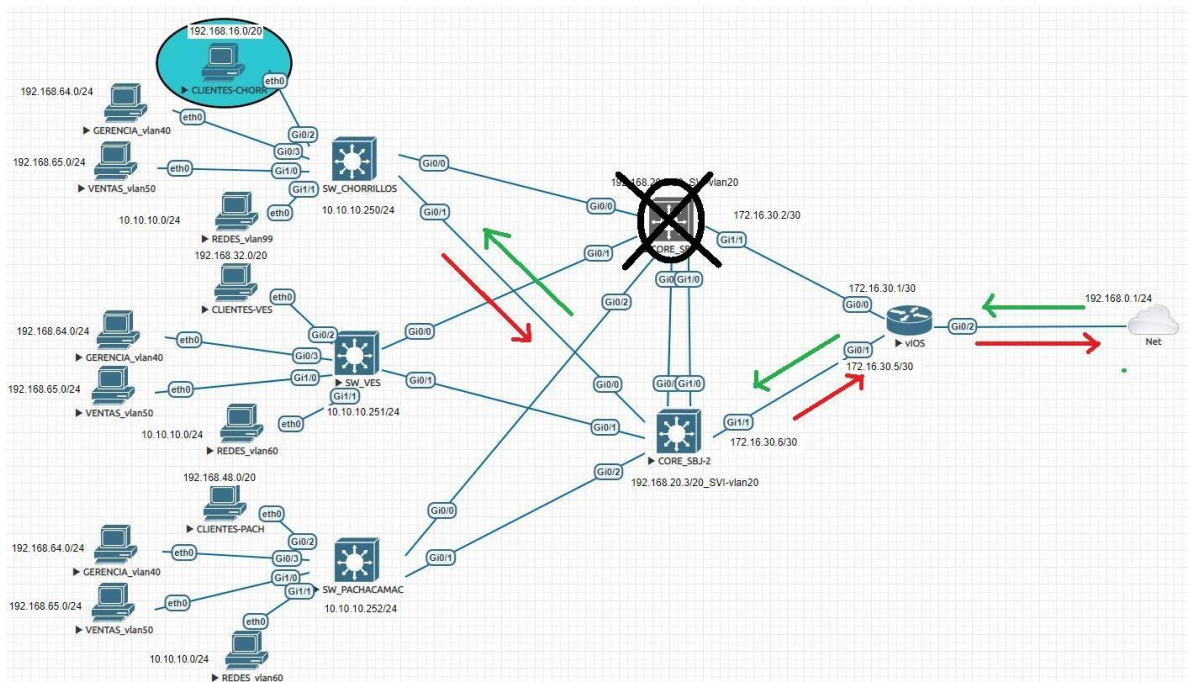 192.168.16.0/20
eth0
CLIENTES-CHORR
192.168.64.0/24
eth0
GERENCIA_vlan40
Gi0/2
Gi0/3
192.168.65.0/24
eth0
Gi1/0
VENTAS_vlan50
Gi1/1
SW_CHORRILLOS
10.10.10.250/24
10.10.10.0/24
eth0
REDES_vlan99
Gi0/0
Gi0/1
192.168.32.0/20
eth0
CLIENTES-VES
192.168.64.0/24
eth0
GERENCIA_vlan40
Gi0/2
Gi0/3
192.168.65.0/24
eth0
Gi1/0
VENTAS_vlan50
Gi1/1
SW_VES
10.10.10.251/24
10.10.10.0/24
eth0
REDES_vlan60
Gi0/0
Gi0/1
192.168.48.0/20
eth0
CLIENTES-PACH
192.168.64.0/24
eth0
GERENCIA_vlan40
Gi0/2
Gi0/3
192.168.65.0/24
eth0
Gi1/0
VENTAS_vlan50
Gi1/1
SW_PACHACAMAC
10.10.10.252/24
10.10.10.0/24
eth0
REDES_vlan60
Gi0/0
Gi0/1
Gi0/0
Gi0/1
Gi0/2
Gi1/0
Gi1/1
172.16.30.2/30
Gi1/0
Gi0/0
Gi0/1
Gi0/2
Gi1/1
CORE_SBJ-2
192.168.20.3/20_SVI-vlan20
172.16.30.6/30
172.16.30.1/30
Gi0/0
Gi0/1
Gi0/2
vIOS
172.16.30.5/30
192.168.0.1/24
Net